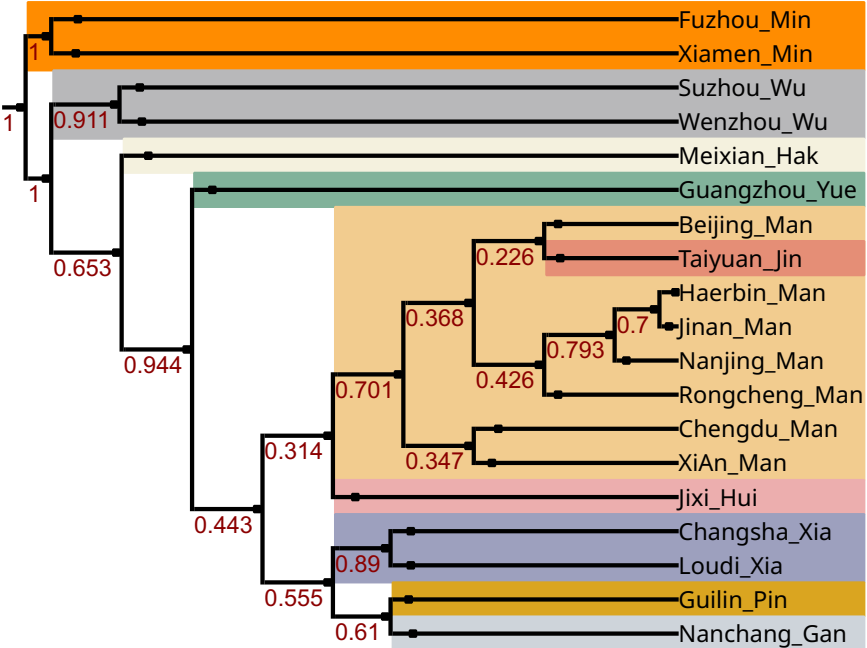 Fuzhou_Min
1
Xiamen_Min
Suzhou_Wu
1
0.911
Wenzhou_Wu
Meixian_Hak
1
Guangzhou_Yue
Beijing_Man
0.226
Taiyuan_Jin
0.653
Haerbin_Man
0.368
0.7
Jinan_Man
0.793
Nanjing_Man
0.944
0.426
0.701
Rongcheng_Man
Chengdu_Man
0.314
0.347
XiAn_Man
Jixi_Hui
0.443
Changsha_Xia
0.89
Loudi_Xia
0.555
Guilin_Pin
0.61
Nanchang_Gan